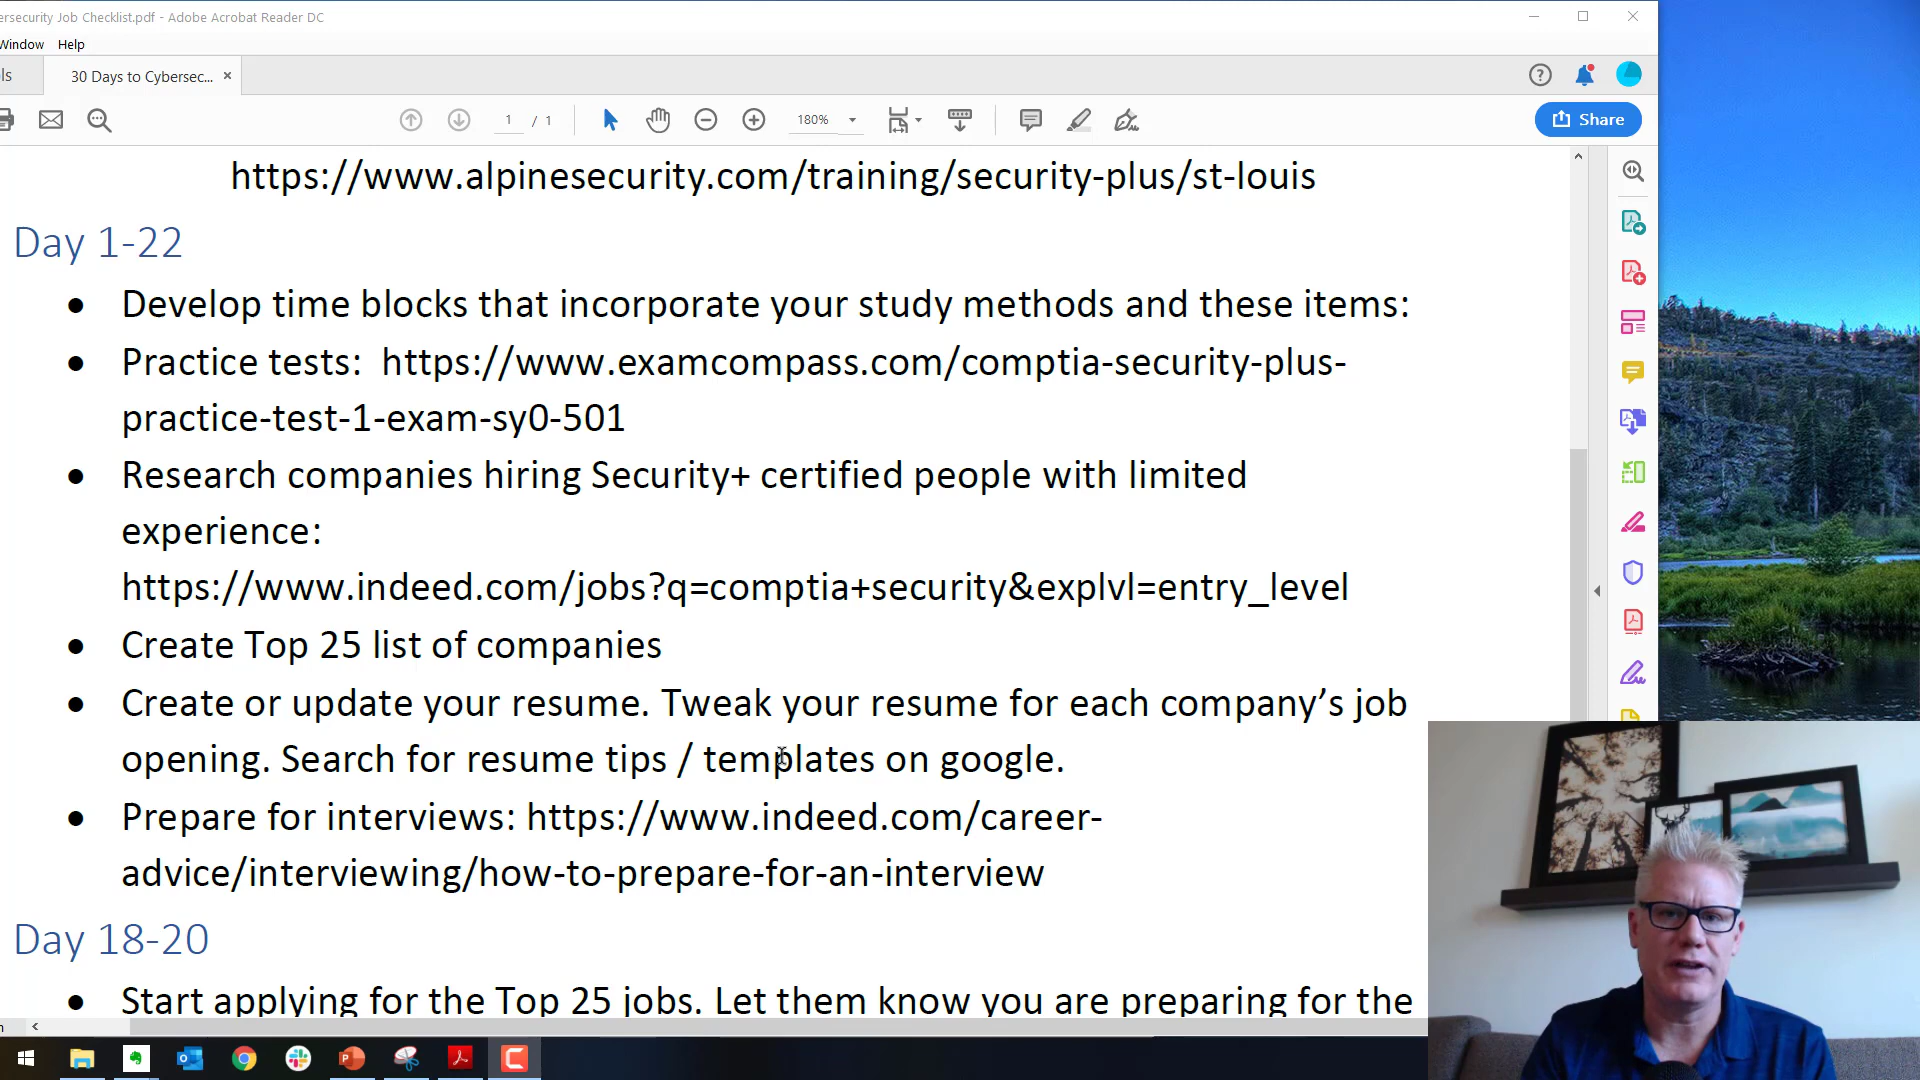 ersecurity Job Checklist.pdf - Adobe Acrobat Reader DC
Window Help
ls
30 Days to Cybersec... ×
1 / 1
180%
Share
https://www.alpinesecurity.com/training/security-plus/st-louis
Day 1-22
• Develop time blocks that incorporate your study methods and these items:
• Practice tests: https://www.examcompass.com/comptia-security-plus-
practice-test-1-exam-sy0-501
• Research companies hiring Security+ certified people with limited
experience:
https://www.indeed.com/jobs?q=comptia+security&explvl=entry_level
• Create Top 25 list of companies
• Create or update your resume. Tweak your resume for each company’s job
opening. Search for resume tips / templates on google.
• Prepare for interviews: https://www.indeed.com/career-
advice/interviewing/how-to-prepare-for-an-interview
Day 18-20
• Start applying for the Top 25 jobs. Let them know you are preparing for the